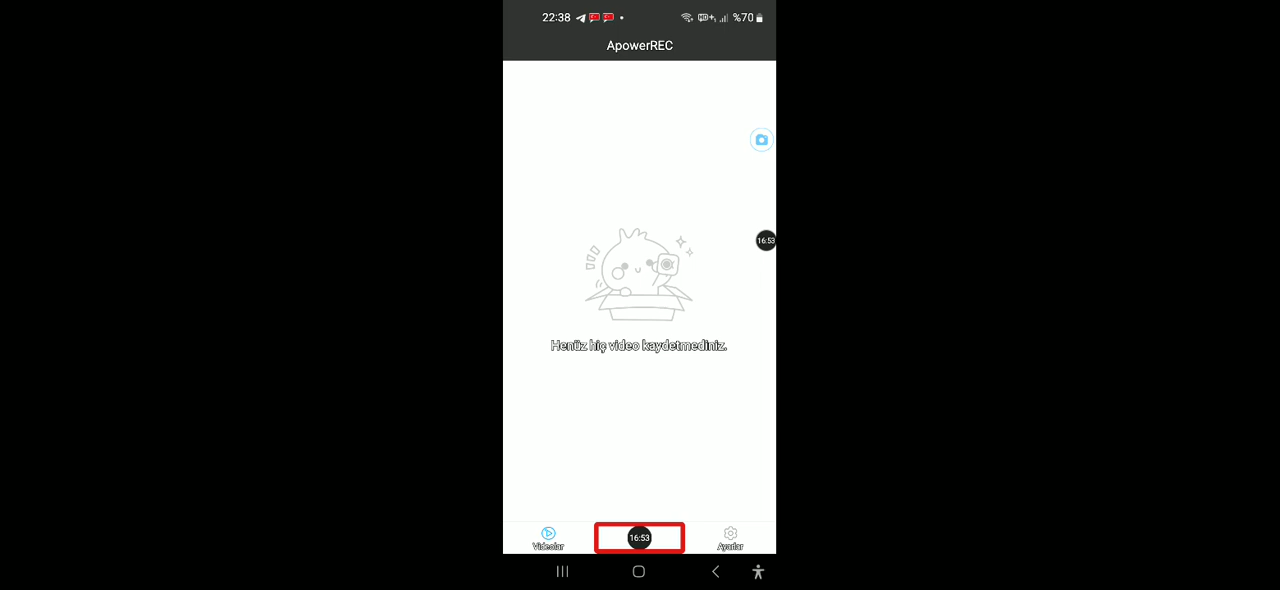 22:38 %70
ApowerREC
16:53
Henüz hiç video kaydetmediniz.
16:53
Videolar Ayarlar